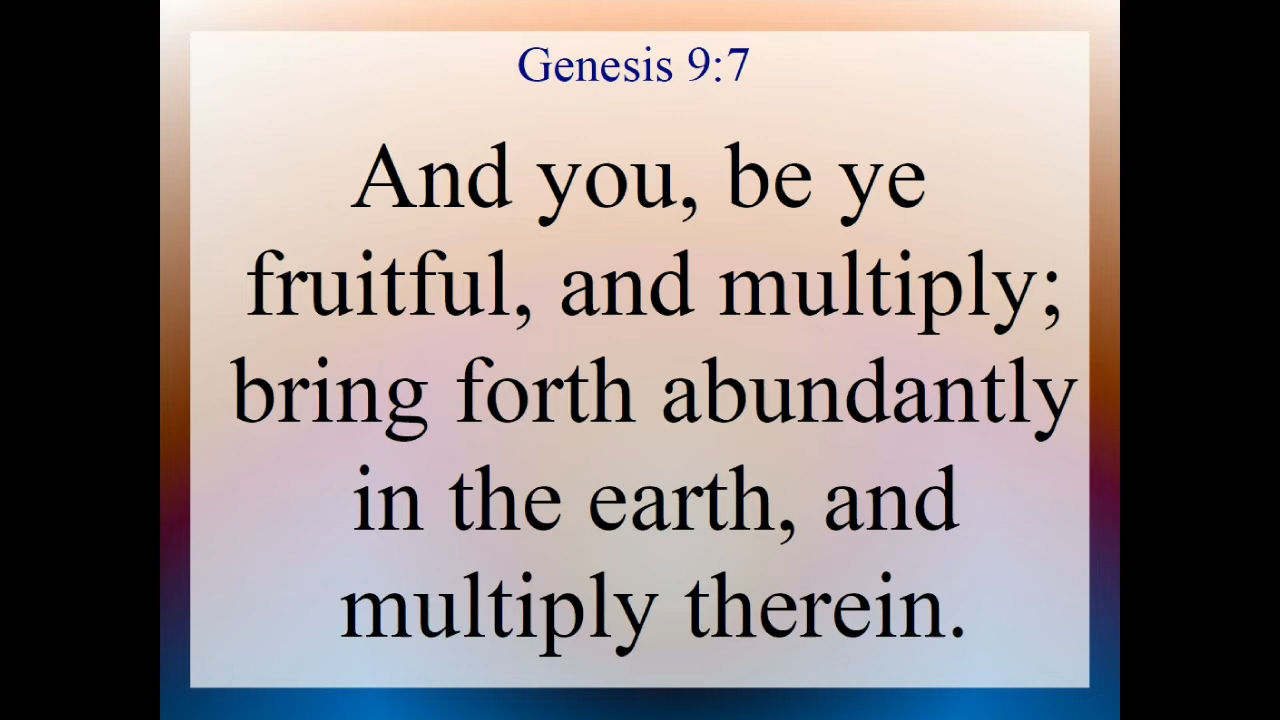 Genesis 9:7
And you, be ye
fruitful, and multiply;
bring forth abundantly
in the earth, and
multiply therein.